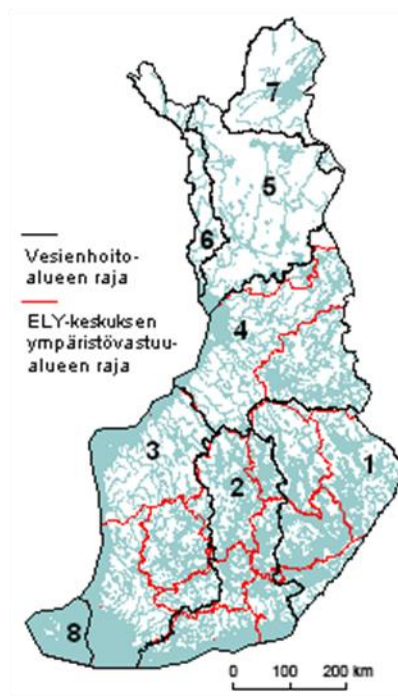 7
5
6
Vesienhoito-
alueen raja
ELY-keskuksen
ympäristövastuu-
alueen raja
4
3
2
1
8
0 100 200 km